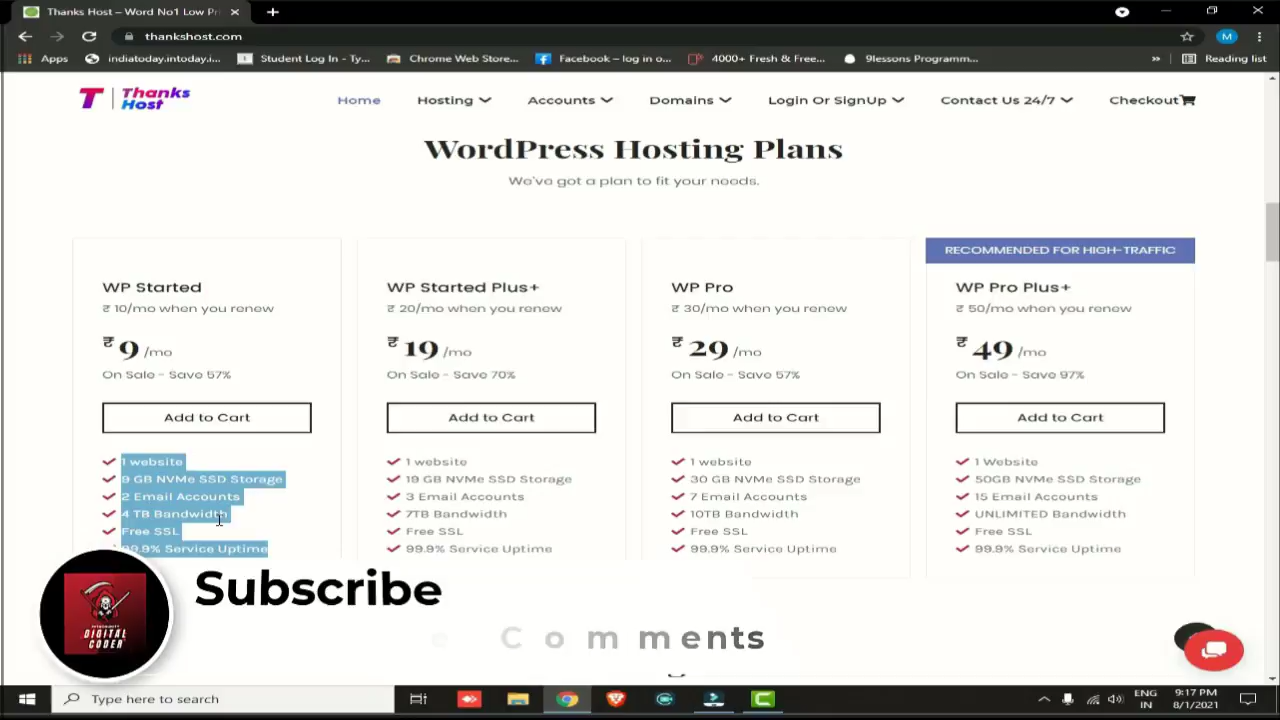 Thanks Host – Word No1 Low Pri
thankshost.com
Apps
indiatoday.intoday.i...
Student Log In - Ty...
Chrome Web Store...
Facebook – log in o...
4000+ Fresh & Free...
9lessons Programm...
»
Reading list
M
T Thanks Host
Home
Hosting
Accounts
Domains
Login Or SignUp
Contact Us 24/7
Checkout
WordPress Hosting Plans
We've got a plan to fit your needs.
WP Started
₹ 10/mo when you renew
₹ 9 /mo
On Sale - Save 57%
Add to Cart
1 website
9 GB NVMe SSD Storage
2 Email Accounts
4 TB Bandwidth
Free SSL
99.9% Service Uptime
WP Started Plus+
₹ 20/mo when you renew
₹ 19 /mo
On Sale - Save 70%
Add to Cart
1 website
19 GB NVMe SSD Storage
3 Email Accounts
7TB Bandwidth
Free SSL
99.9% Service Uptime
WP Pro
₹ 30/mo when you renew
₹ 29 /mo
On Sale - Save 57%
Add to Cart
1 website
30 GB NVMe SSD Storage
7 Email Accounts
10TB Bandwidth
Free SSL
99.9% Service Uptime
RECOMMENDED FOR HIGH-TRAFFIC
WP Pro Plus+
₹ 50/mo when you renew
₹ 49 /mo
On Sale - Save 97%
Add to Cart
1 Website
50GB NVMe SSD Storage
15 Email Accounts
UNLIMITED Bandwidth
Free SSL
99.9% Service Uptime
DIGITAL
CODER
Subscribe
e Comments
Type here to search
ENG
IN
9:17 PM
8/1/2021